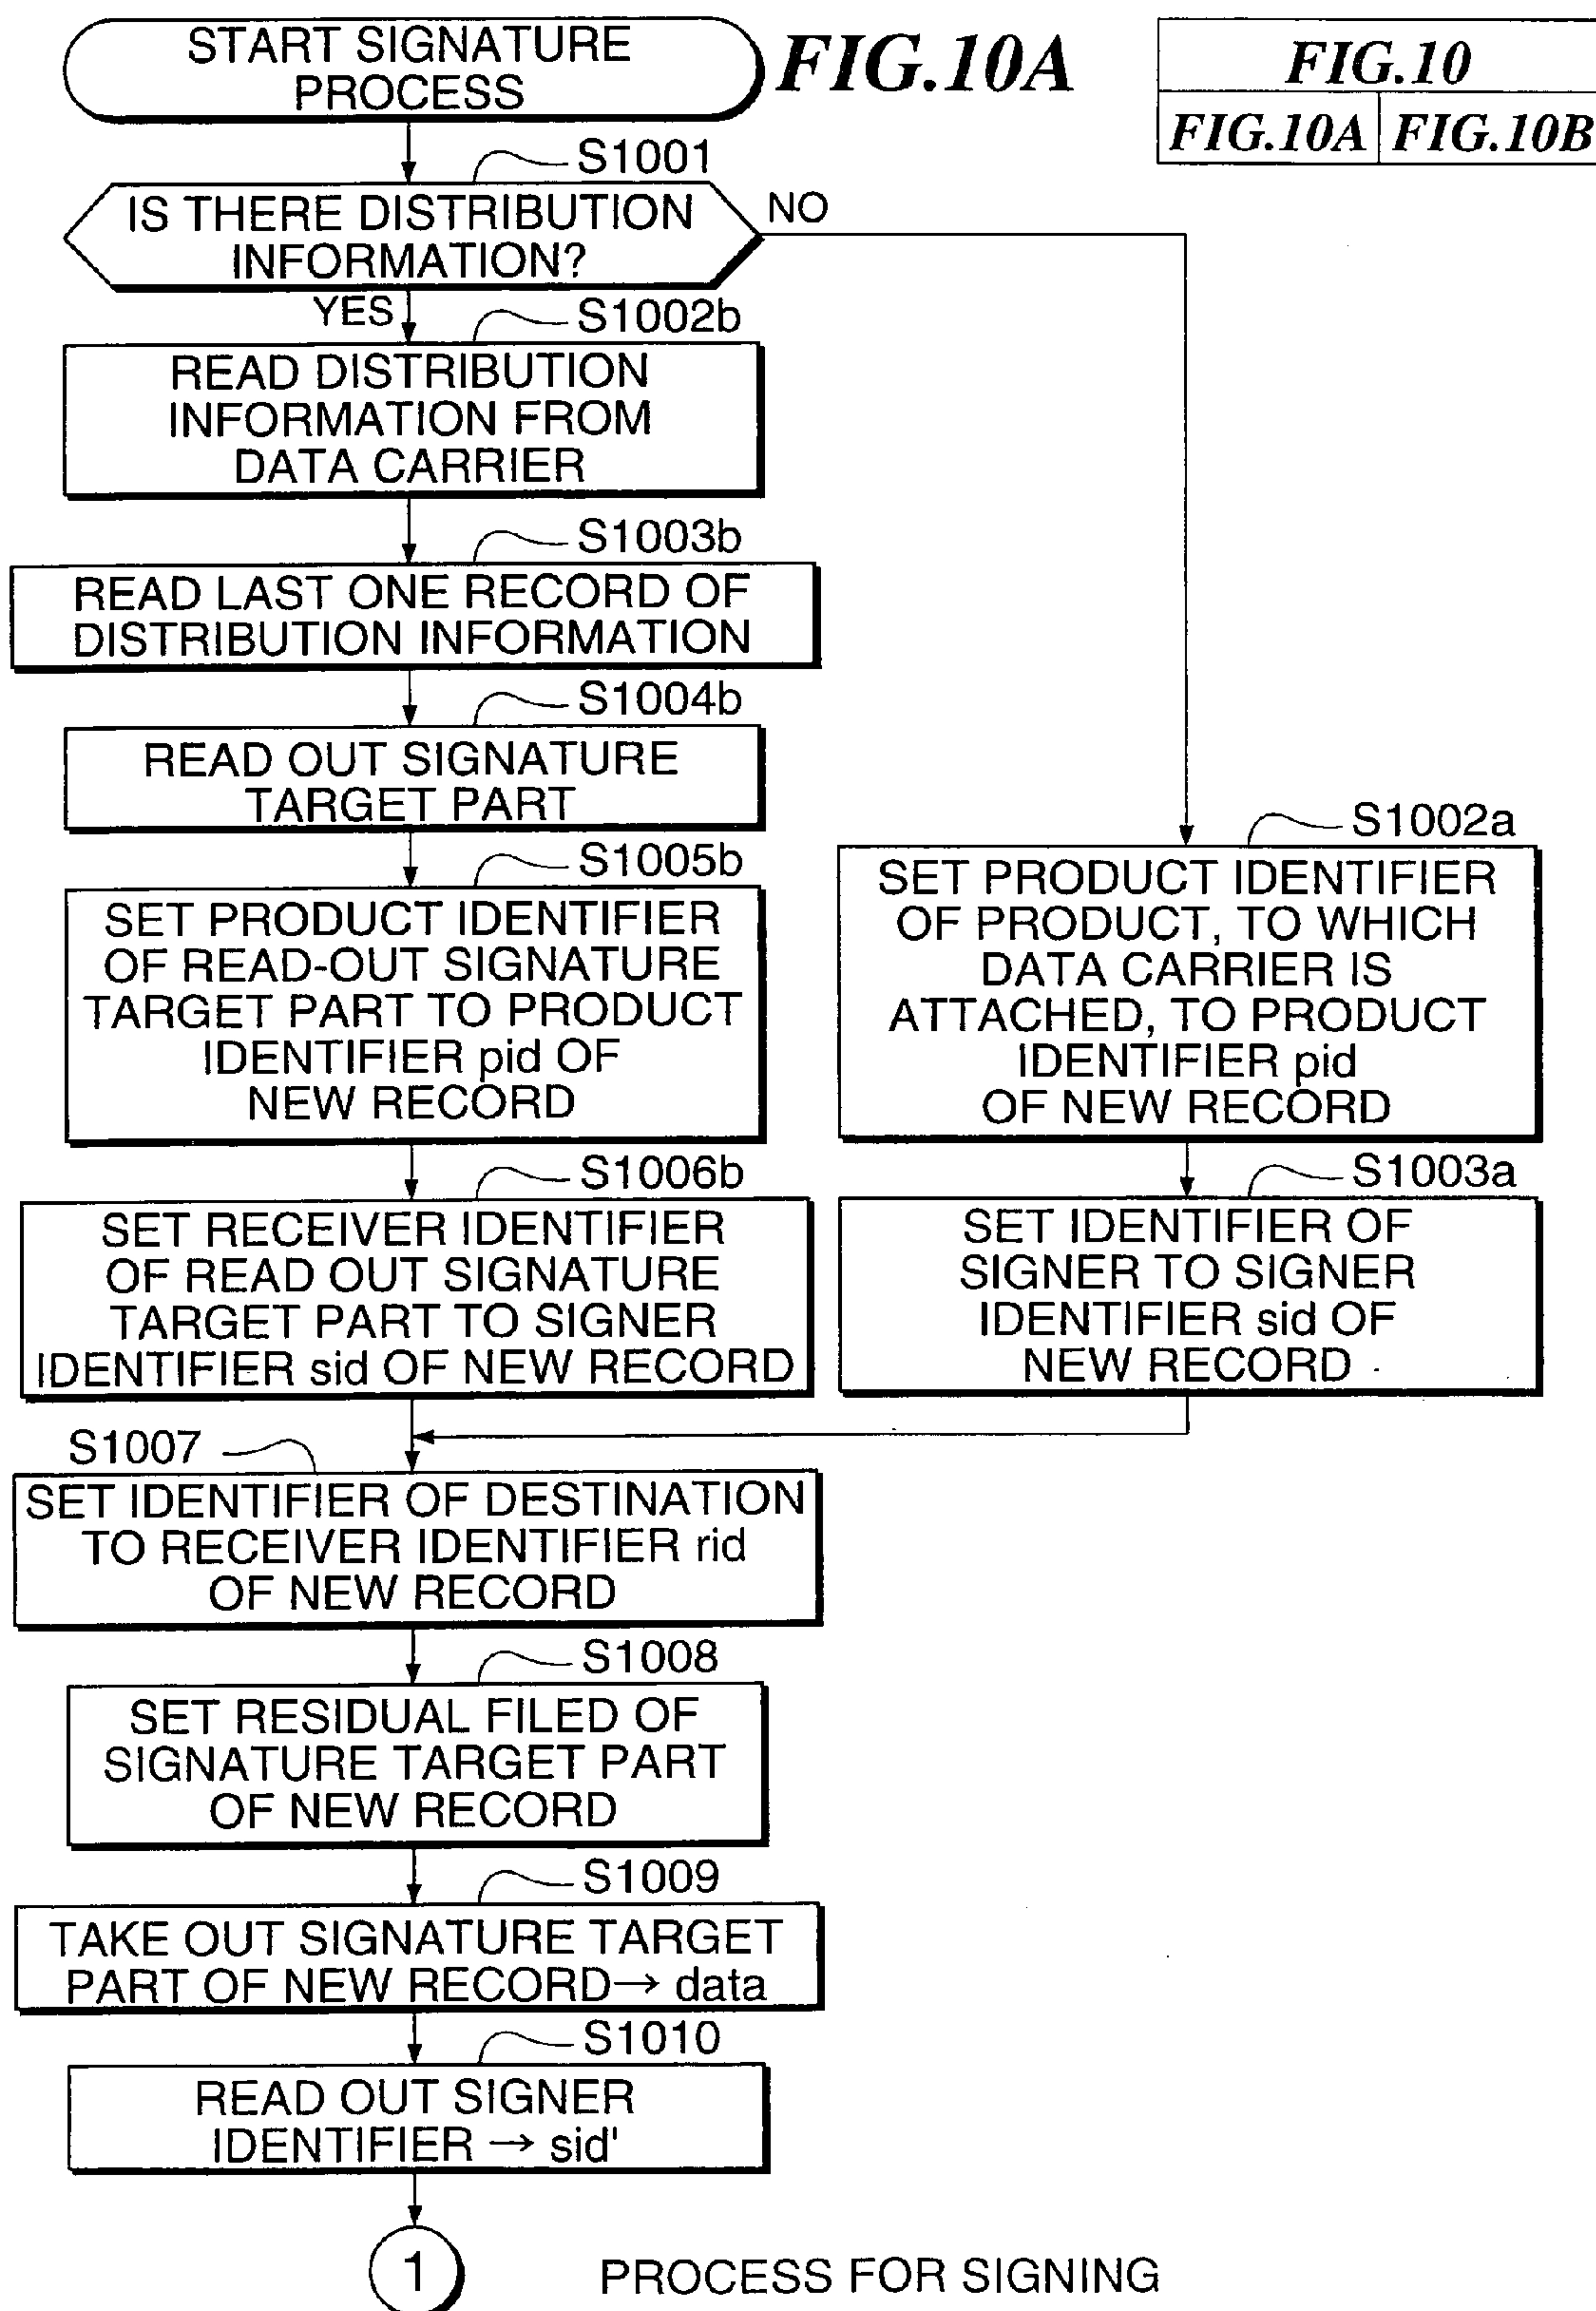 START SIGNATURE
PROCESS
FIG.10A
FIG.10
FIG.10A
FIG.10B
S1001
IS THERE DISTRIBUTION
INFORMATION?
NO
YES
S1002b
READ DISTRIBUTION
INFORMATION FROM
DATA CARRIER
S1003b
READ LAST ONE RECORD OF
DISTRIBUTION INFORMATION
S1004b
READ OUT SIGNATURE
TARGET PART
S1005b
SET PRODUCT IDENTIFIER
OF READ-OUT SIGNATURE
TARGET PART TO PRODUCT
IDENTIFIER pid OF
NEW RECORD
S1002a
SET PRODUCT IDENTIFIER
OF PRODUCT, TO WHICH
DATA CARRIER IS
ATTACHED, TO PRODUCT
IDENTIFIER pid
OF NEW RECORD
S1006b
SET RECEIVER IDENTIFIER
OF READ OUT SIGNATURE
TARGET PART TO SIGNER
IDENTIFIER sid OF NEW RECORD
S1003a
SET IDENTIFIER OF
SIGNER TO SIGNER
IDENTIFIER sid OF
NEW RECORD
S1007
SET IDENTIFIER OF DESTINATION
TO RECEIVER IDENTIFIER rid
OF NEW RECORD
S1008
SET RESIDUAL FILED OF
SIGNATURE TARGET PART
OF NEW RECORD
S1009
TAKE OUT SIGNATURE TARGET
PART OF NEW RECORD→ data
S1010
READ OUT SIGNER
IDENTIFIER → sid'
1
PROCESS FOR SIGNING